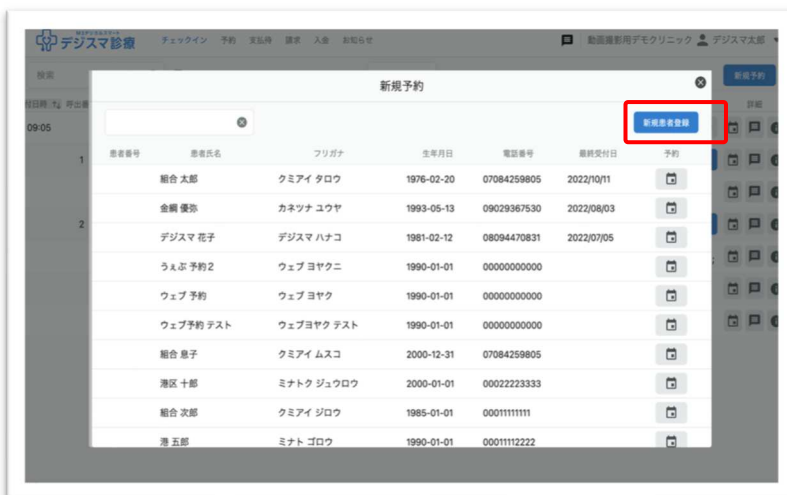 デジスマ診療 チェックイン 予約 支払待 請求 入金 お知らせ 動画撮影用デモクリニック デジスマ太郎
検索 新規予約
新規予約
新規患者登録
詳細
09:05
患者番号 患者氏名 フリガナ 生年月日 電話番号 最終受付日 予約
1
組合 太郎 クミアイ タロウ 1976-02-20 07084259805 2022/10/11
金綱 優弥 カネツナ ユウヤ 1993-05-13 09029367530 2022/08/03
2
デジスマ 花子 デジスマ ハナコ 1981-02-12 08094470831 2022/07/05
うぇぶ 予約2 ウェブ ヨヤクニ 1990-01-01 00000000000
ウェブ 予約 ウェブ ヨヤク 1990-01-01 00000000000
ウェブ予約 テスト ウェブヨヤク テスト 1990-01-01 00000000000
組合 息子 クミアイ ムスコ 2000-12-31 07084259805
港区 十郎 ミナトク ジュウロウ 2000-01-01 00022223333
組合 次郎 クミアイ ジロウ 1985-01-01 00011111111
港 五郎 ミナト ゴロウ 1990-01-01 00011112222